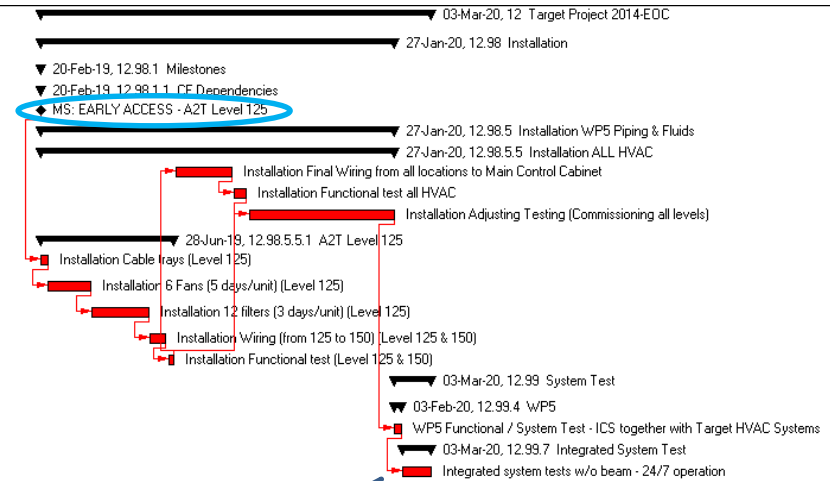 03-Mar-20, 12 Target Project 2014-EOC
27-Jan-20, 12.98 Installation
20-Feb-19, 12.98.1 Milestones
20-Feb-19, 12.98.1.1 CF Dependencies
MS: EARLY ACCESS - A2T Level 125
27-Jan-20, 12.98.5 Installation WP5 Piping & Fluids
27-Jan-20, 12.98.5.5 Installation ALL HVAC
Installation Final Wiring from all locations to Main Control Cabinet
Installation Functional test all HVAC
Installation Adjusting Testing (Commissioning all levels)
28-Jun-19, 12.98.5.5.1 A2T Level 125
Installation Cable trays (Level 125)
Installation 6 Fans (5 days/unit) (Level 125)
Installation 12 filters (3 days/unit) (Level 125)
Installation Wiring (from 125 to 150) (Level 125 & 150)
Installation Functional test (Level 125 & 150)
03-Mar-20, 12.99 System Test
03-Feb-20, 12.99.4 WP5
WP5 Functional / System Test - ICS together with Target HVAC Systems
03-Mar-20, 12.99.7 Integrated System Test
Integrated system tests w/o beam - 24/7 operation